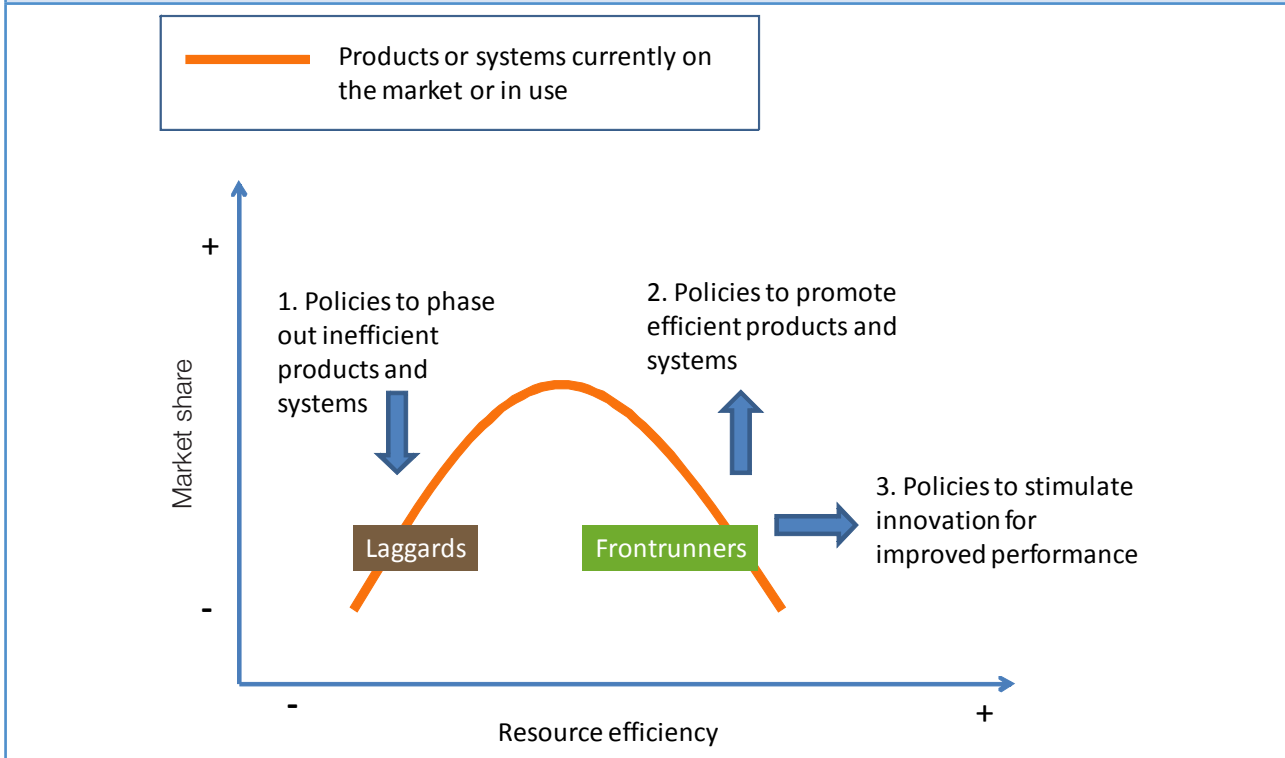 Products or systems currently on
the market or in use
+
1. Policies to phase
out inefficient
products and
systems
2. Policies to promote
efficient products and
systems
Market share
3. Policies to stimulate
innovation for
improved performance
Laggards
Frontrunners
-
-
+
Resource efficiency